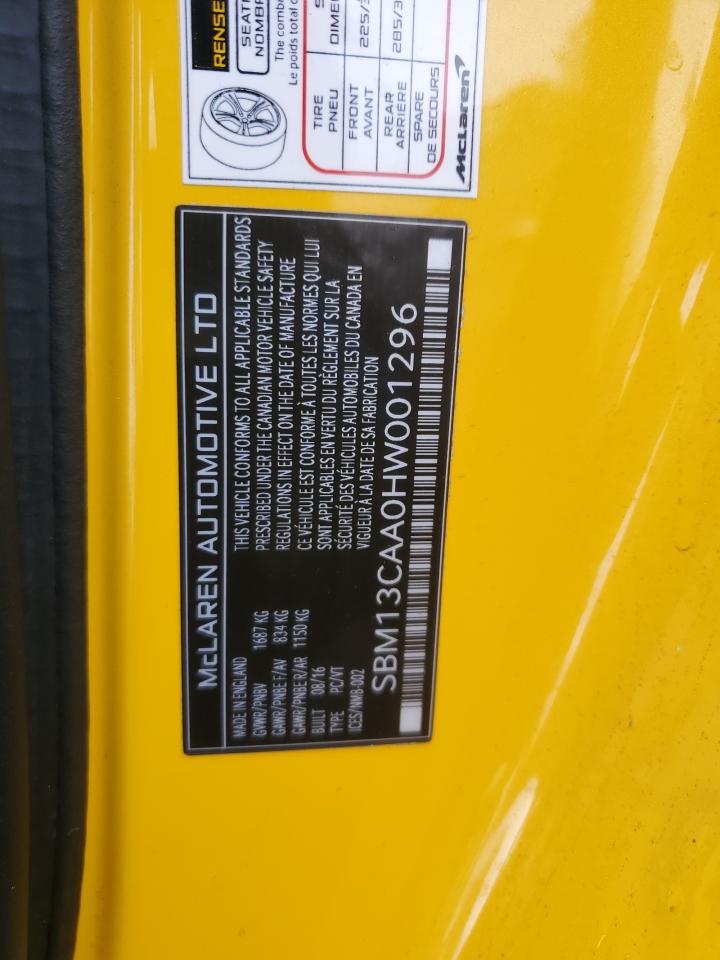 RENSE
SEATI
NOMBR
The combi
Le poids total c
TIRE
PNEU
DIMEN
FRONT
AVANT
225/3
REAR
ARRIÈRE
285/3
SPARE
DE SECOURS
McLaren
McLAREN AUTOMOTIVE LTD
MADE IN ENGLAND
GVWR/PNBV 1687 KG
GAWR/PNBE F/AV 834 KG
GAWR/PNBE R/AR 1150 KG
BUILT 08/16
TYPE PC/VT
ICES/NMB-002
THIS VEHICLE CONFORMS TO ALL APPLICABLE STANDARDS
PRESCRIBED UNDER THE CANADIAN MOTOR VEHICLE SAFETY
REGULATIONS IN EFFECT ON THE DATE OF MANUFACTURE
CE VÉHICULE EST CONFORME À TOUTES LES NORMES QUI LUI
SONT APPLICABLES EN VERTU DU RÈGLEMENT SUR LA
SÉCURITÉ DES VÉHICULES AUTOMOBILES DU CANADA EN
VIGUEUR À LA DATE DE SA FABRICATION
SBM13CAA0HW001296